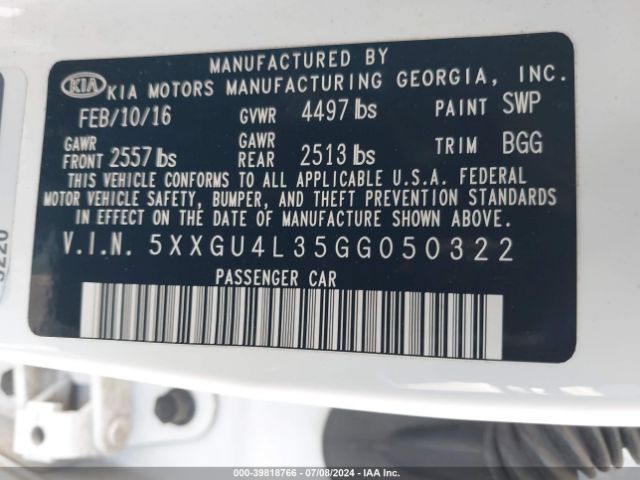 MANUFACTURED BY
KIA KIA MOTORS MANUFACTURING GEORGIA, INC.
FEB/10/16 GVWR 4497 lbs PAINT SWP
GAWR FRONT 2557 lbs GAWR REAR 2513 lbs TRIM BGG
THIS VEHICLE CONFORMS TO ALL APPLICABLE U.S.A. FEDERAL
MOTOR VEHICLE SAFETY, BUMPER, AND THEFT PREVENTION STANDARDS
IN EFFECT ON THE DATE OF MANUFACTURE SHOWN ABOVE.
V.I.N. 5XXGU4L35GG050322
PASSENGER CAR
000-39818766 - 07/08/2024 - IAA Inc.